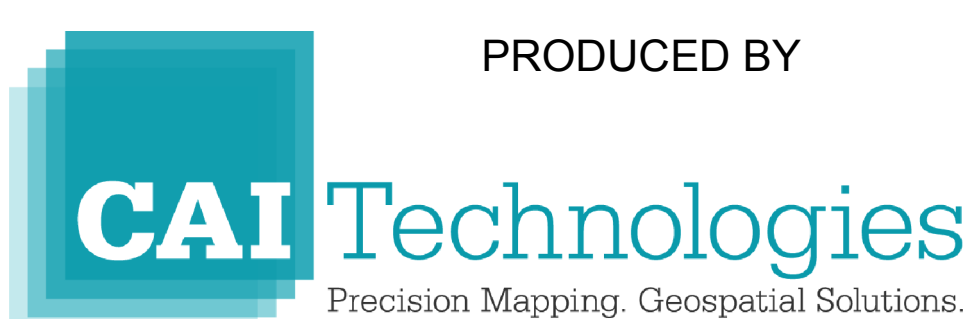 PRODUCED BY
CAI Technologies
Precision Mapping. Geospatial Solutions.